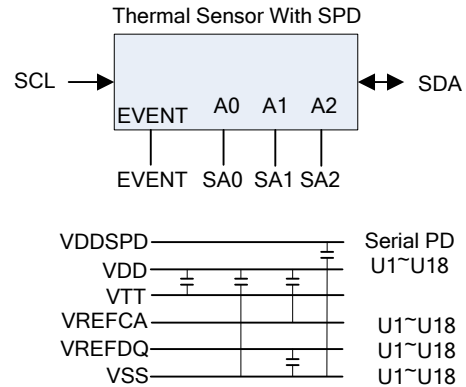 Thermal Sensor With SPD
SCL
SDA
EVENT A0 A1 A2
EVENT SA0 SA1 SA2
VDDSPD Serial PD
VDD U1~U18
VTT
VREFCA U1~U18
VREFDQ U1~U18
VSS U1~U18